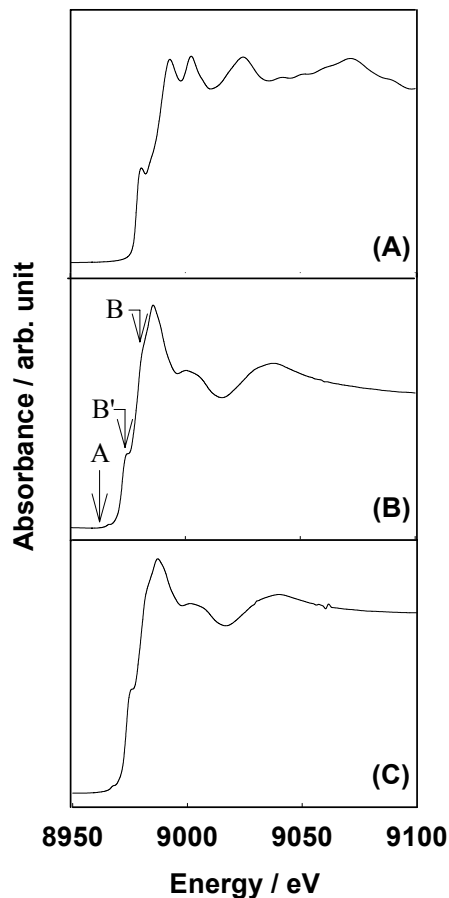 (A)
Absorbance / arb. unit
B
B'
A
(B)
(C)
8950 9000 9050 9100
Energy / eV